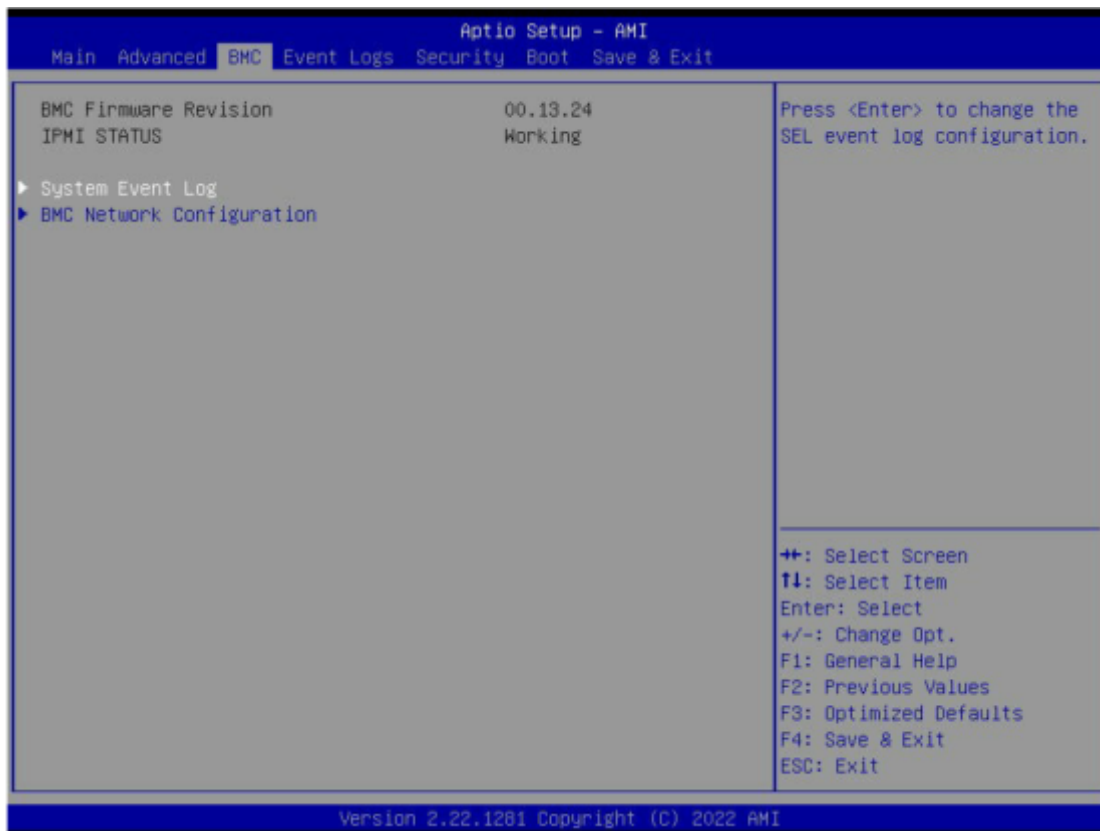 Aptio Setup - AMI
Main Advanced BMC Event Logs Security Boot Save & Exit
BMC Firmware Revision 00.13.24
IPMI STATUS Working
System Event Log
BMC Network Configuration
Press <Enter> to change the
SEL event log configuration.
→←: Select Screen
↑↓: Select Item
Enter: Select
+/-: Change Opt.
F1: General Help
F2: Previous Values
F3: Optimized Defaults
F4: Save & Exit
ESC: Exit
Version 2.22.1281 Copyright (C) 2022 AMI